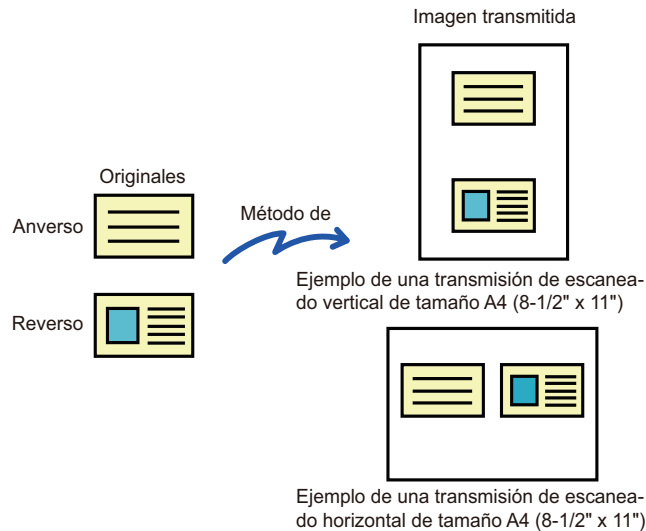 Imagen transmitida
Originales
Anverso
Método de
Reverso
Ejemplo de una transmisión de escanea-
do vertical de tamaño A4 (8-1/2" x 11")
Ejemplo de una transmisión de escanea-
do horizontal de tamaño A4 (8-1/2" x 11")